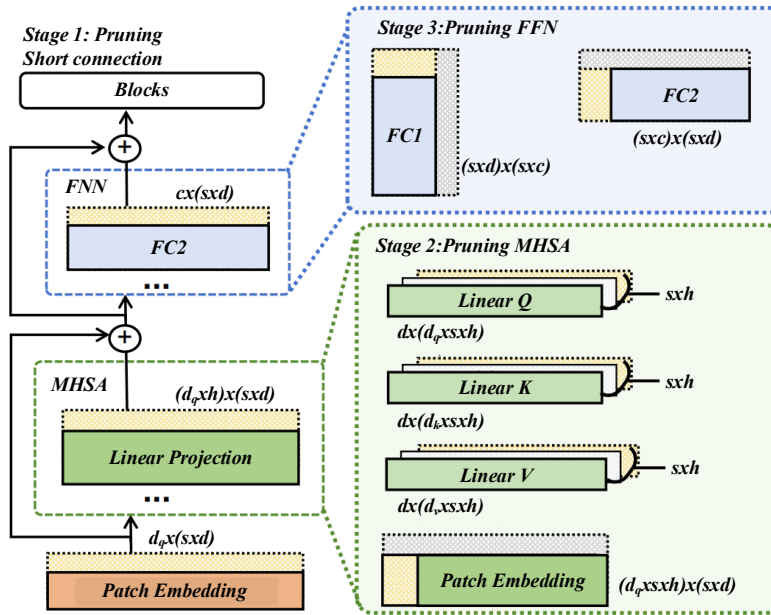 Stage 1: Pruning
Short connection
Blocks
+
FNN
cx(sxd)
FC2
...
+
MHSA
(dqxh)x(sxd)
Linear Projection
...
dqx(sxd)
Patch Embedding
Stage 3:Pruning FFN
FC1
(sxd)x(sxc)
FC2
(sxc)x(sxd)
Stage 2:Pruning MHSA
Linear Q
sxh
dx(dqxsxh)
Linear K
sxh
dx(dkxsxh)
Linear V
sxh
dx(dvxsxh)
Patch Embedding
(dqxsxh)x(sxd)